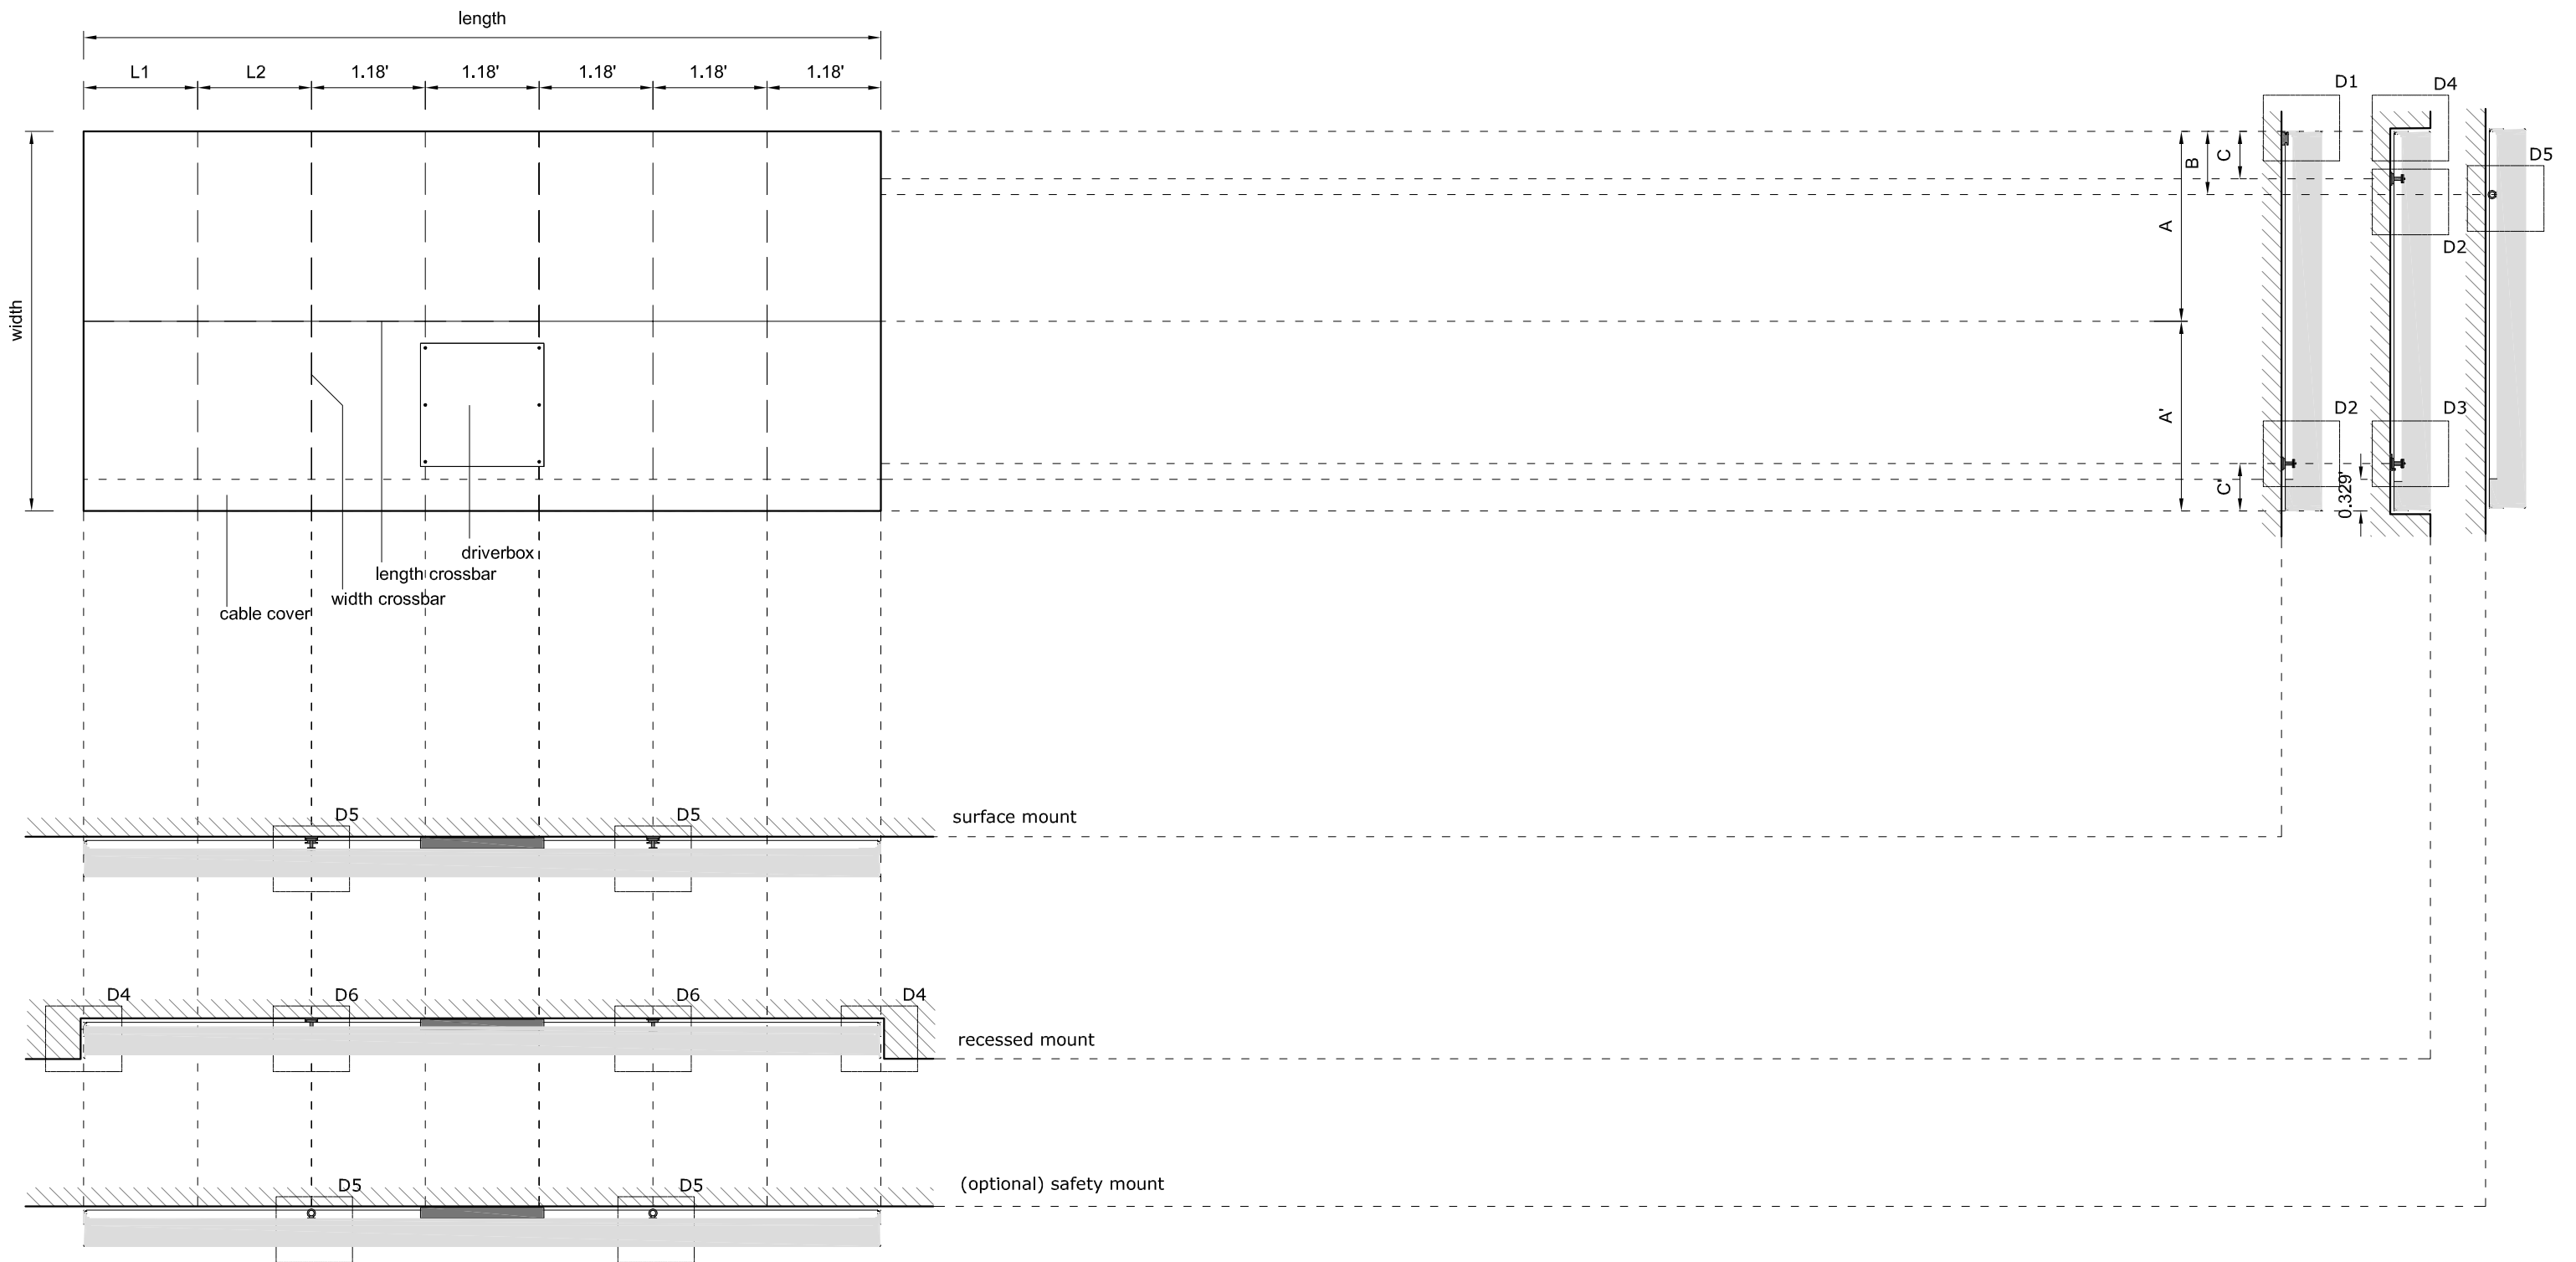 length
L1 L2 1.18' 1.18' 1.18' 1.18' 1.18'
D1 D4
B C
D5
A
D2
width
A'
D2 D3
C' 0.329'
driverbox
length crossbar
width crossbar
cable cover
D5 D5 surface mount
D4 D6 D6 D4
recessed mount
D5 D5 (optional) safety mount